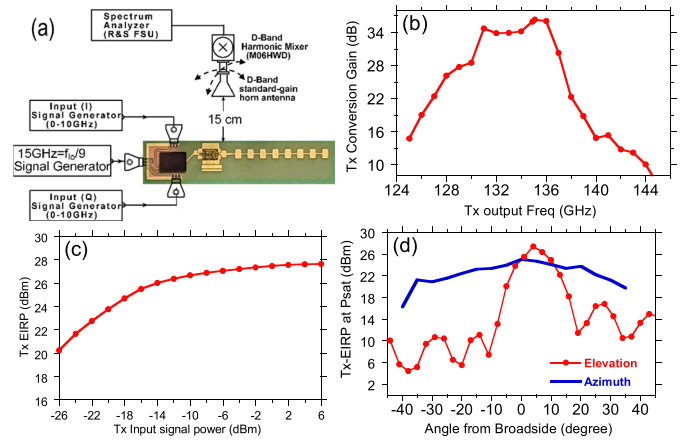 (a)
Spectrum
Analyzer
(R&S FSU)
D-Band
Harmonic Mixer
(M06HWD)
D-Band
standard-gain
horn antenna
15 cm
Input (I)
Signal Generator
(0-10GHz)
15GHz=flo/9
Signal Generator
Input (Q)
Signal Generator
(0-10GHz)
(b)
Tx Conversion Gain (dB)
34
28
22
16
10
124
128
132
136
140
144
Tx output Freq (GHz)
(c)
Tx EIRP (dBm)
30
28
26
24
22
20
18
16
-26
-22
-18
-14
-10
-6
-2
2
6
Tx Input signal power (dBm)
(d)
Tx-EIRP at Psat (dBm)
30
26
22
18
14
10
6
2
-40
-30
-20
-10
0
10
20
30
40
Elevation
Azimuth
Angle from Broadside (degree)